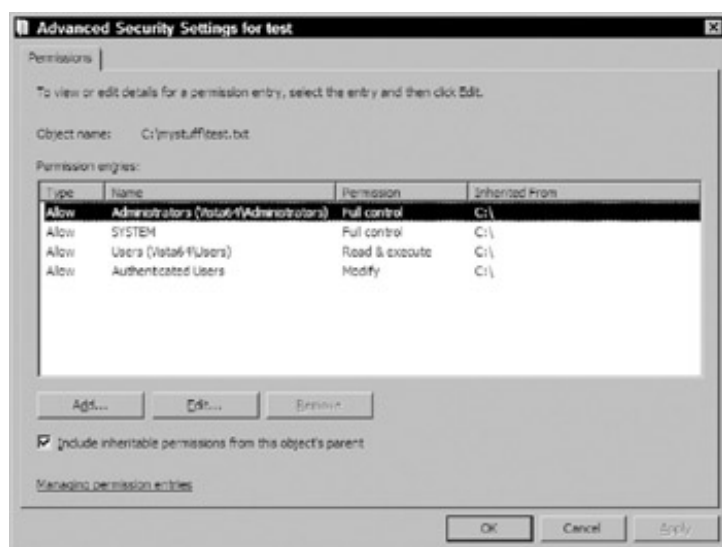 Advanced Security Settings for test
Permissions
To view or edit details for a permission entry, select the entry and then click Edit.
Object name: C:\mystuff\test.txt
Permission entries:
Type Name Permission Inherited From
Allow Administrators (Vista64\Administrators) Full control C:\
Allow SYSTEM Full control C:\
Allow Users (Vista64\Users) Read & execute C:\
Allow Authenticated Users Modify C:\
Add... Edit... Remove
Include inheritable permissions from this object's parent
Managing permission entries
OK Cancel Apply